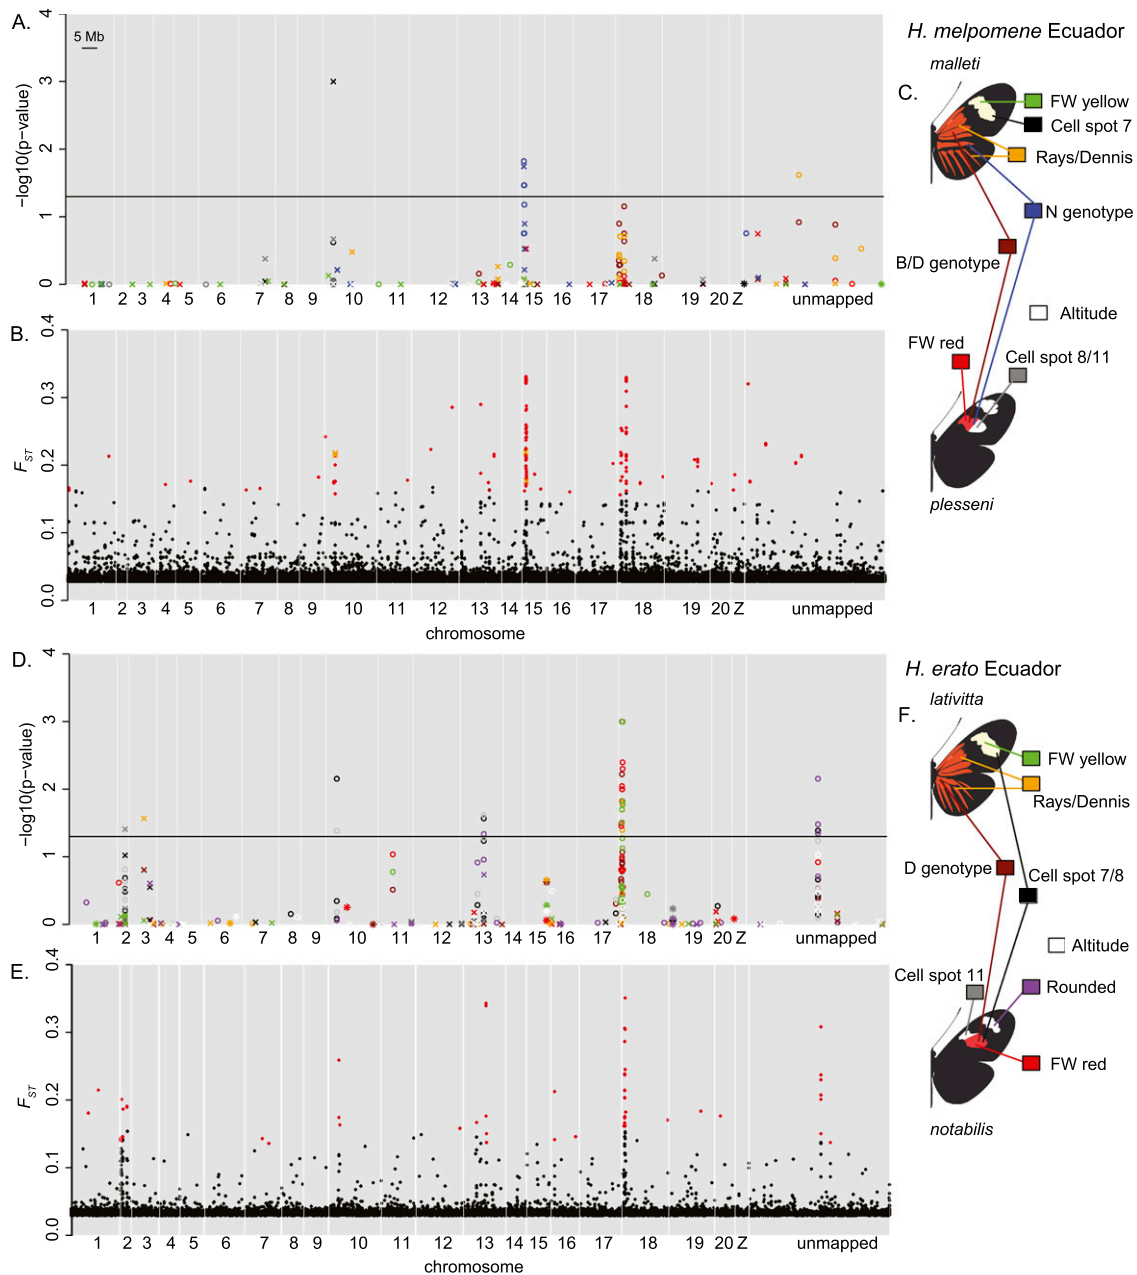 A.
4
3
2
1
0
−log10(p−value)
5 Mb
1 2 3 4 5 6 7 8 9 10 11 12 13 14 15 16 17 18 19 20 Z unmapped
B.
0.4
0.3
0.2
0.1
0.0
FST
1 2 3 4 5 6 7 8 9 10 11 12 13 14 15 16 17 18 19 20 Z unmapped
chromosome
H. melpomene Ecuador
malleti
C.
FW yellow
Cell spot 7
Rays/Dennis
N genotype
B/D genotype
Altitude
FW red
Cell spot 8/11
plesseni
D.
4
3
2
1
0
−log10(p−value)
1 2 3 4 5 6 7 8 9 10 11 12 13 14 15 16 17 18 19 20 Z unmapped
E.
0.4
0.3
0.2
0.1
0.0
FST
1 2 3 4 5 6 7 8 9 10 11 12 13 14 15 16 17 18 19 20 Z unmapped
chromosome
H. erato Ecuador
lativitta
F.
FW yellow
Rays/Dennis
D genotype
Cell spot 7/8
Altitude
Cell spot 11
Rounded
FW red
notabilis